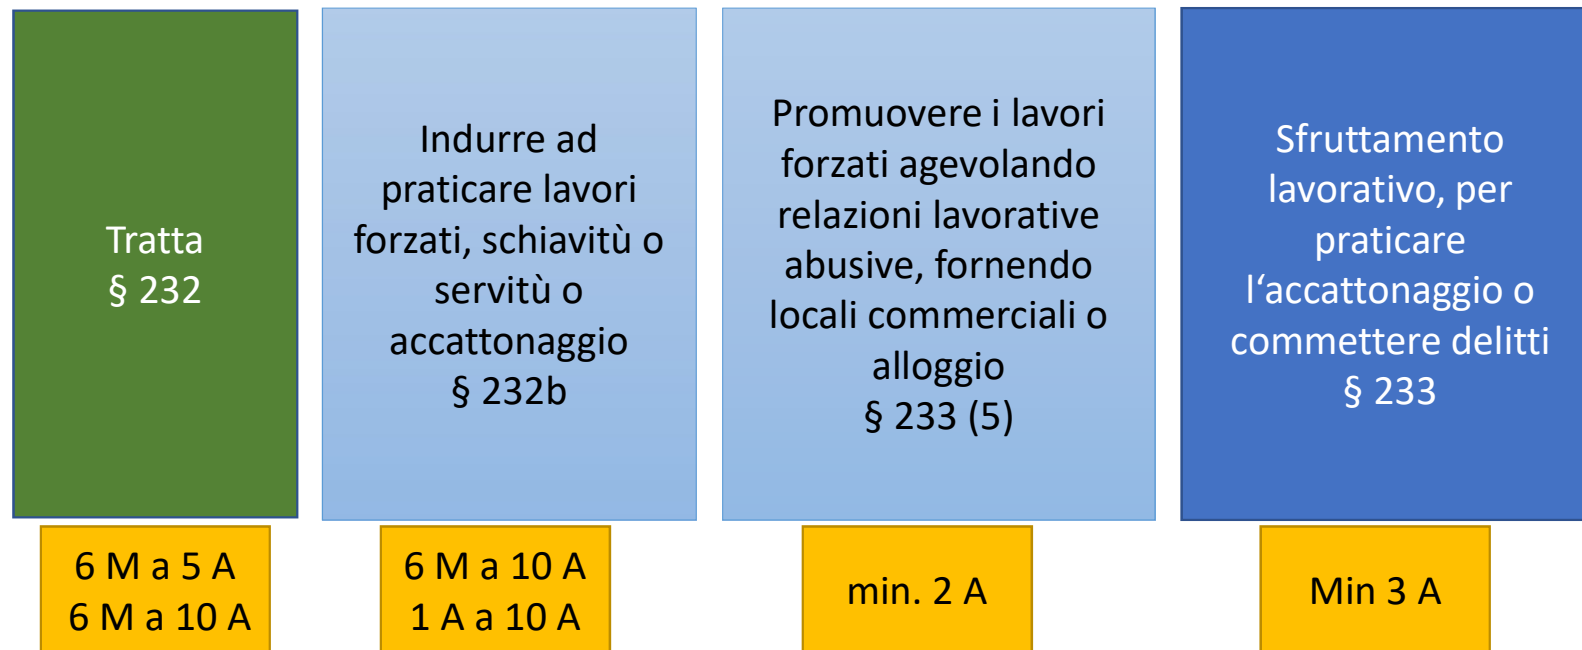 Tratta
§ 232
Indurre ad
praticare lavori
forzati, schiavitù o
servitù o
accattonaggio
§ 232b
Promuovere i lavori
forzati agevolando
relazioni lavorative
abusive, fornendo
locali commerciali o
alloggio
§ 233 (5)
Sfruttamento
lavorativo, per
praticare
l‘accattonaggio o
commettere delitti
§ 233
6 M a 5 A
6 M a 10 A
6 M a 10 A
1 A a 10 A
min. 2 A
Min 3 A